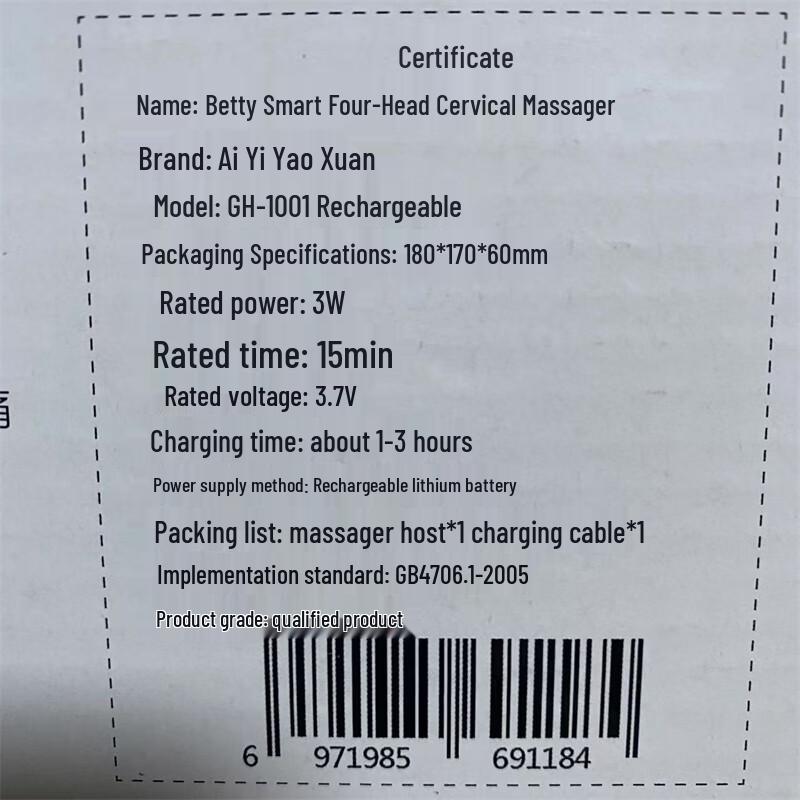 Certificate
Name: Betty Smart Four-Head Cervical Massager
Brand: Ai Yi Yao Xuan
Model: GH-1001 Rechargeable
Packaging Specifications: 180*170*60mm
Rated power: 3W
Rated time: 15min
Rated voltage: 3.7V
Charging time: about 1-3 hours
Power supply method: Rechargeable lithium battery
Packing list: massager host*1 charging cable*1
Implementation standard: GB4706.1-2005
Product grade: qualified product
6 971985 691184